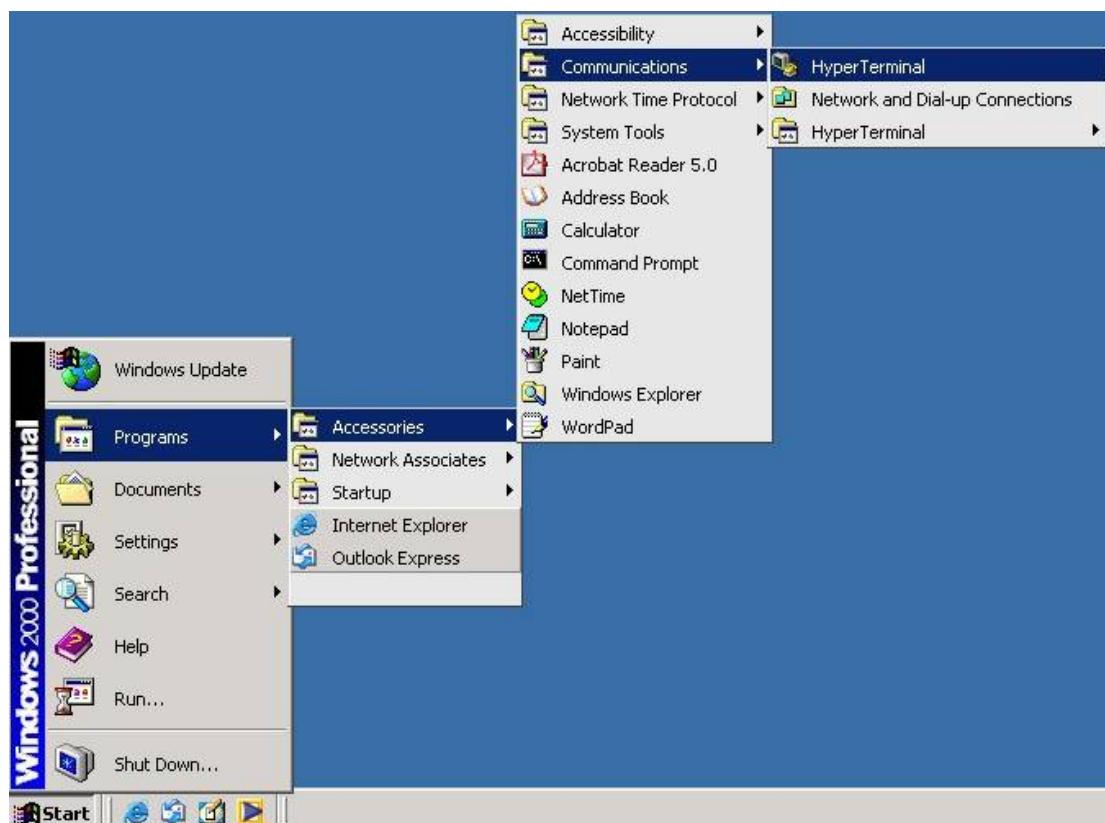 Accessibility
Communications
Network Time Protocol
System Tools
Acrobat Reader 5.0
Address Book
Calculator
Command Prompt
NetTime
Notepad
Paint
Windows Explorer
WordPad
HyperTerminal
Network and Dial-up Connections
HyperTerminal
Windows Update
Programs
Documents
Settings
Search
Help
Run...
Shut Down...
Accessories
Network Associates
Startup
Internet Explorer
Outlook Express
Windows 2000 Professional
Start